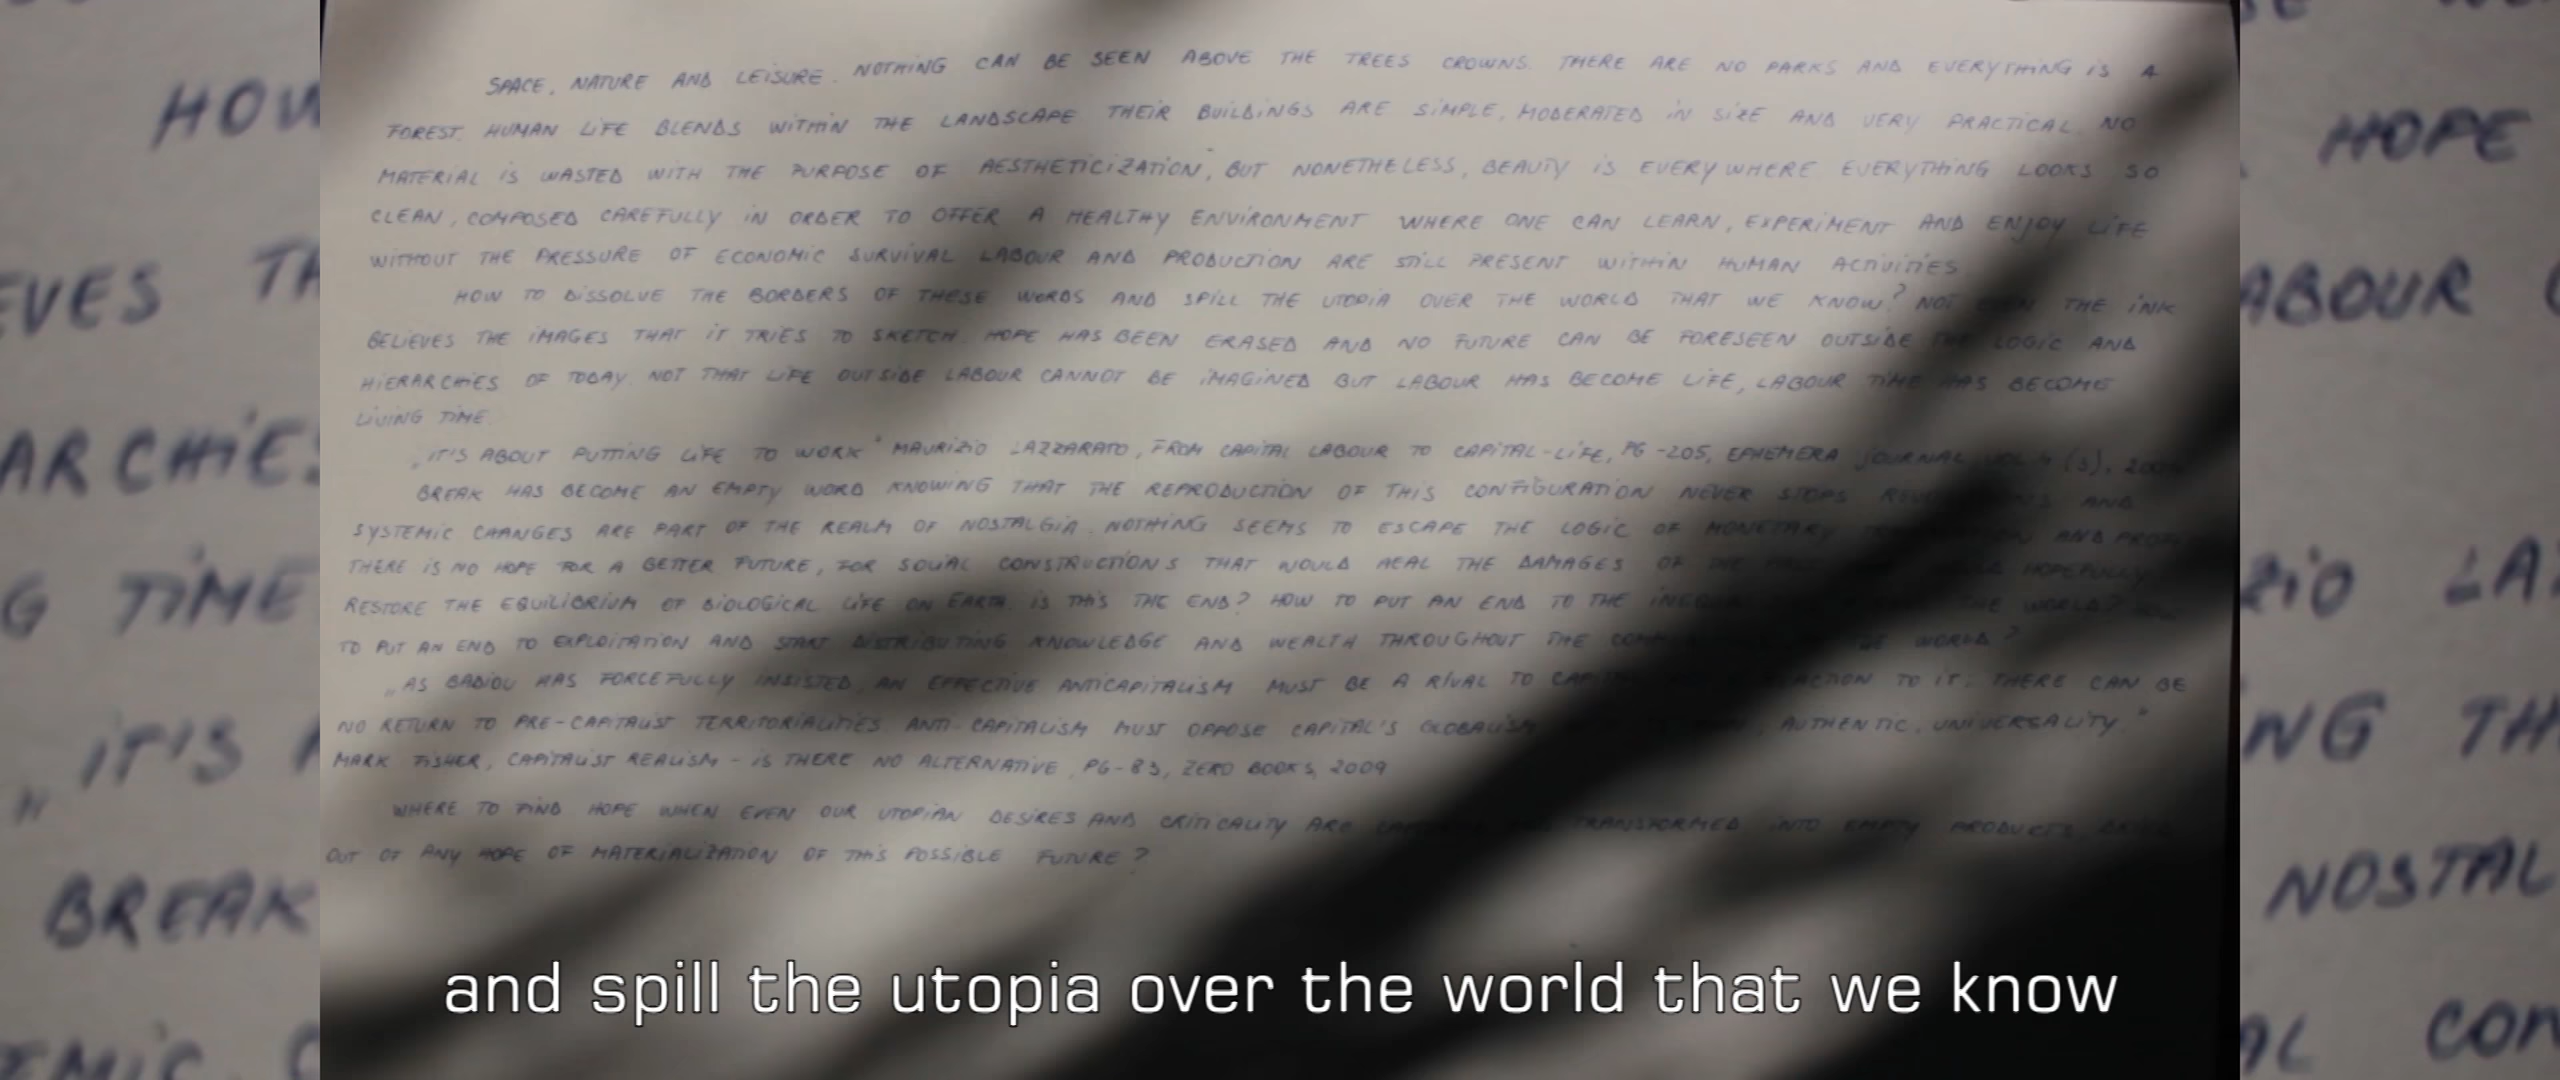 SPACE, NATURE AND LEISURE. NOTHING CAN BE SEEN ABOVE THE TREES CROWNS. THERE ARE NO PARKS AND EVERYTHING IS A
FOREST. HUMAN LIFE BLENDS WITHIN THE LANDSCAPE THEIR BUILDINGS ARE SIMPLE, MODERATED IN SIZE AND VERY PRACTICAL. NO
MATERIAL IS WASTED WITH THE PURPOSE OF AESTHETICIZATION, BUT NONETHELESS, BEAUTY IS EVERYWHERE EVERYTHING LOOKS SO
CLEAN, COMPOSED CAREFULLY IN ORDER TO OFFER A HEALTHY ENVIRONMENT WHERE ONE CAN LEARN, EXPERIMENT AND ENJOY LIFE
WITHOUT THE PRESSURE OF ECONOMIC SURVIVAL LABOUR AND PRODUCTION ARE STILL PRESENT WITHIN HUMAN ACTIVITIES
HOW TO DISSOLVE THE BORDERS OF THESE WORDS AND SPILL THE UTOPIA OVER THE WORLD THAT WE KNOW? NOT THE INK
BELIEVES THE IMAGES THAT IT TRIES TO SKETCH. HOPE HAS BEEN ERASED AND NO FUTURE CAN BE FORESEEN OUTSIDE THE LOGIC AND
HIERARCHIES OF TODAY. NOT THAT LIFE OUTSIDE LABOUR CANNOT BE IMAGINED BUT LABOUR HAS BECOME LIFE, LABOUR TIME HAS BECOME
LIVING TIME.
„IT'S ABOUT PUTTING LIFE TO WORK" MAURIZIO LAZZARATO, FROM CAPITAL LABOUR TO CAPITAL-LIFE, PG-205, EPHEMERA JOURNAL
BREAK HAS BECOME AN EMPTY WORD KNOWING THAT THE REPRODUCTION OF THIS CONFIGURATION NEVER STOPS AND
SYSTEMIC CHANGES ARE PART OF THE REALM OF NOSTALGIA. NOTHING SEEMS TO ESCAPE THE LOGIC OF MONETARY AND
THERE IS NO HOPE FOR A BETTER FUTURE, FOR SOCIAL CONSTRUCTIONS THAT WOULD HEAL THE DAMAGES OF HOPEFULLY
RESTORE THE EQUILIBRIUM OF BIOLOGICAL LIFE ON EARTH. IS THIS THE END? HOW TO PUT AN END TO THE THE WORLD?
TO PUT AN END TO EXPLOITATION AND START DISTRIBUTING KNOWLEDGE AND WEALTH THROUGHOUT THE WORLD?
„AS BADIOU HAS FORCEFULLY INSISTED, AN EFFECTIVE ANTICAPITALISM MUST BE A RIVAL TO TO IT; THERE CAN BE
NO RETURN TO PRE-CAPITALIST TERRITORIALITIES. ANTI-CAPITALISM MUST OPPOSE CAPITAL'S GLOBALISM AUTHENTIC, UNIVERSALITY."
MARK FISHER, CAPITALIST REALISM - IS THERE NO ALTERNATIVE, PG-83, ZERO BOOKS, 2009
WHERE TO FIND HOPE WHEN EVEN OUR UTOPIAN DESIRES AND CRITICALITY ARE TRANSFORMED INTO EMPTY PRODUCTS,
OUT OF ANY HOPE OF MATERIALIZATION OF THIS POSSIBLE FUTURE?
and spill the utopia over the world that we know